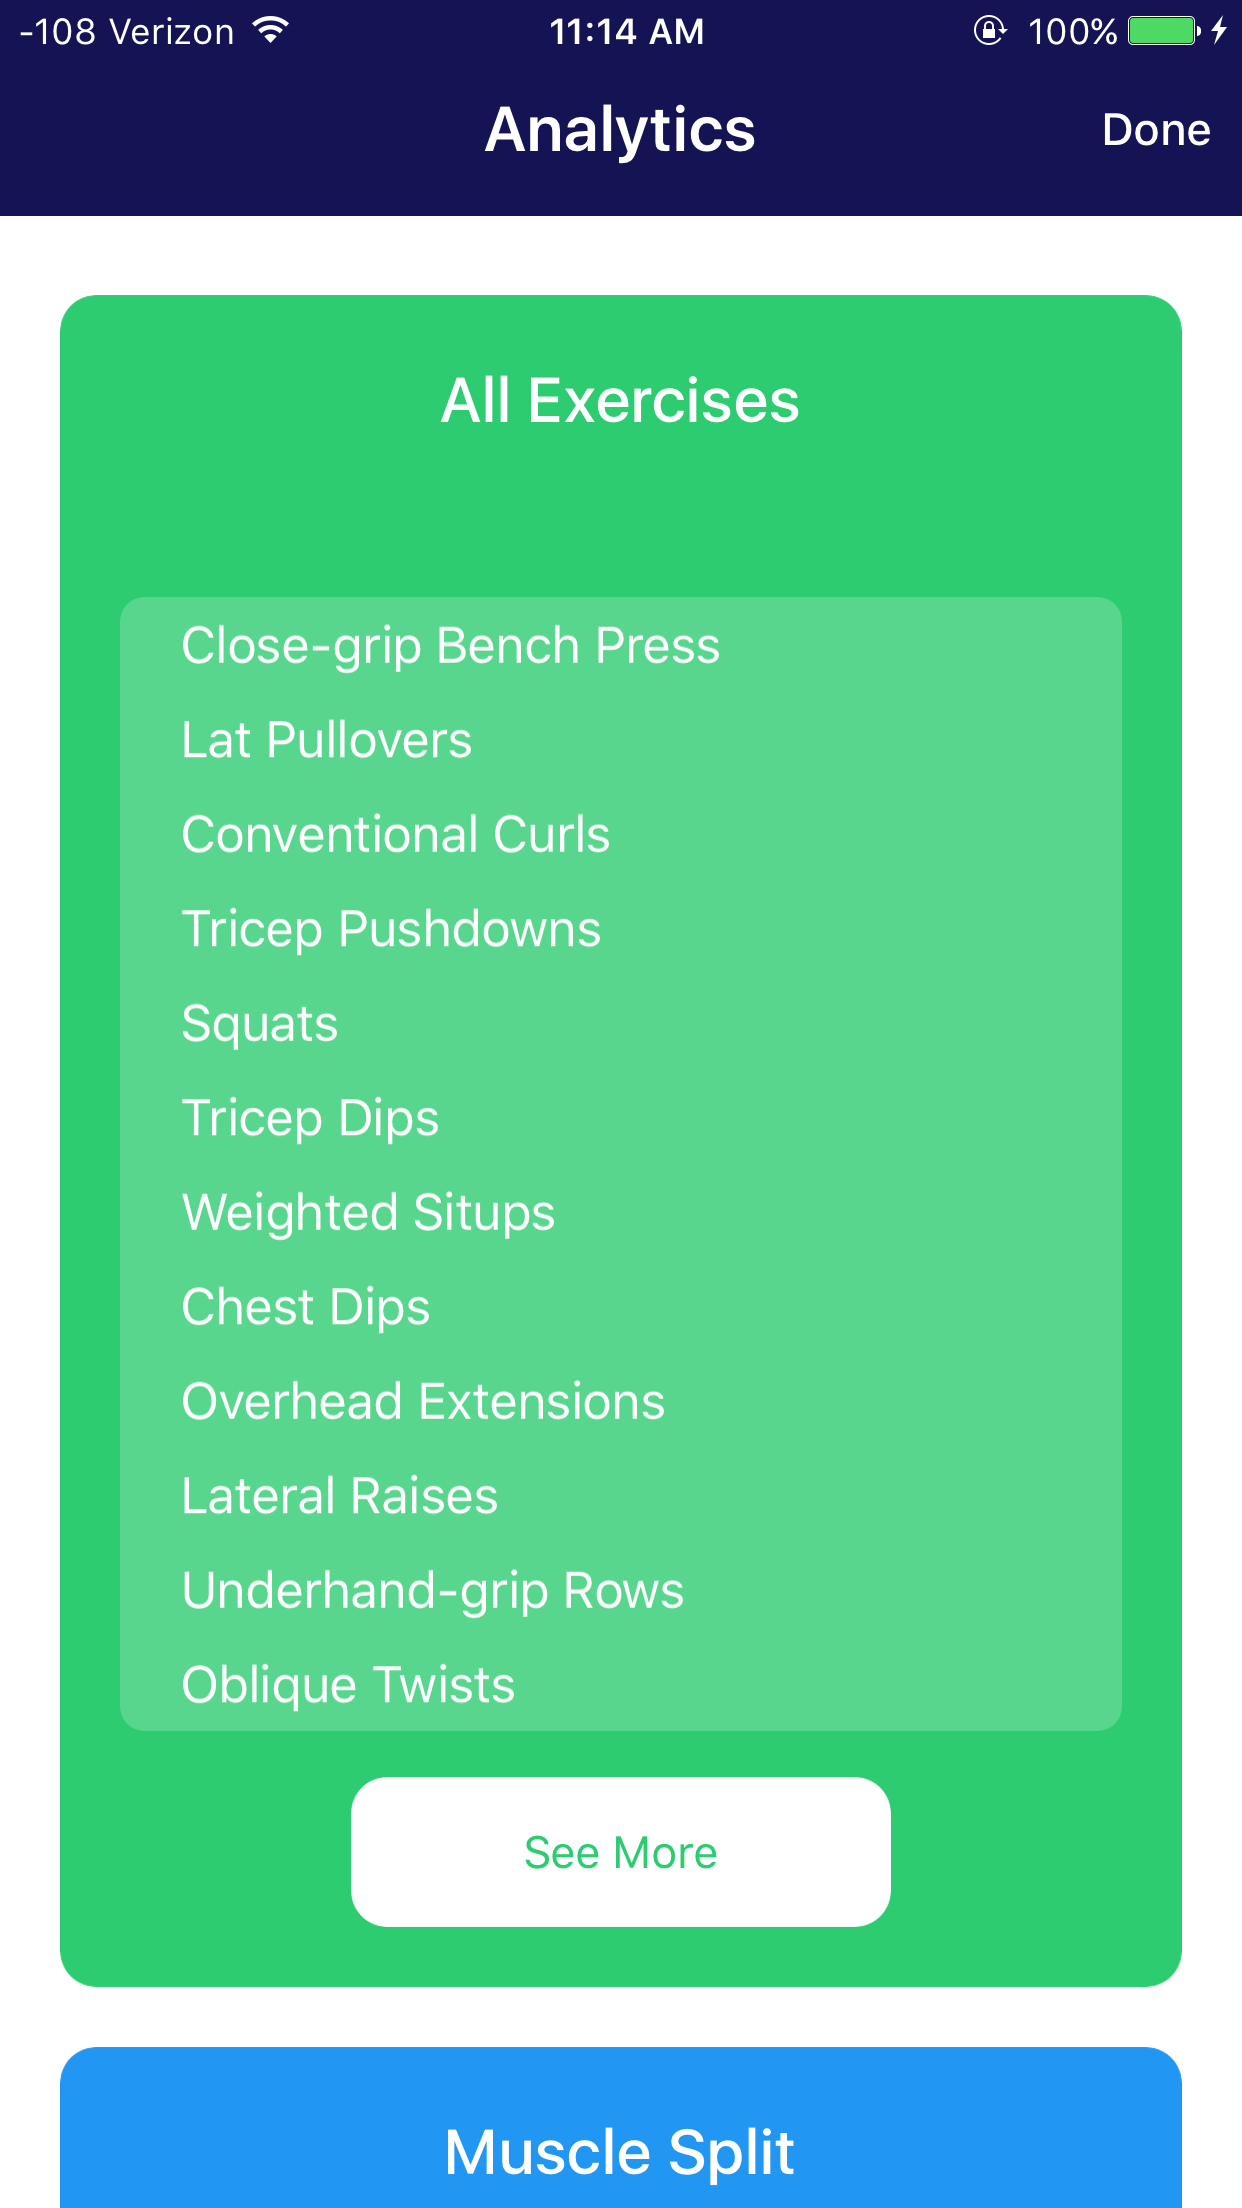 -108 Verizon 11:14 AM 100%
Analytics Done
All Exercises
Close-grip Bench Press
Lat Pullovers
Conventional Curls
Tricep Pushdowns
Squats
Tricep Dips
Weighted Situps
Chest Dips
Overhead Extensions
Lateral Raises
Underhand-grip Rows
Oblique Twists
See More
Muscle Split